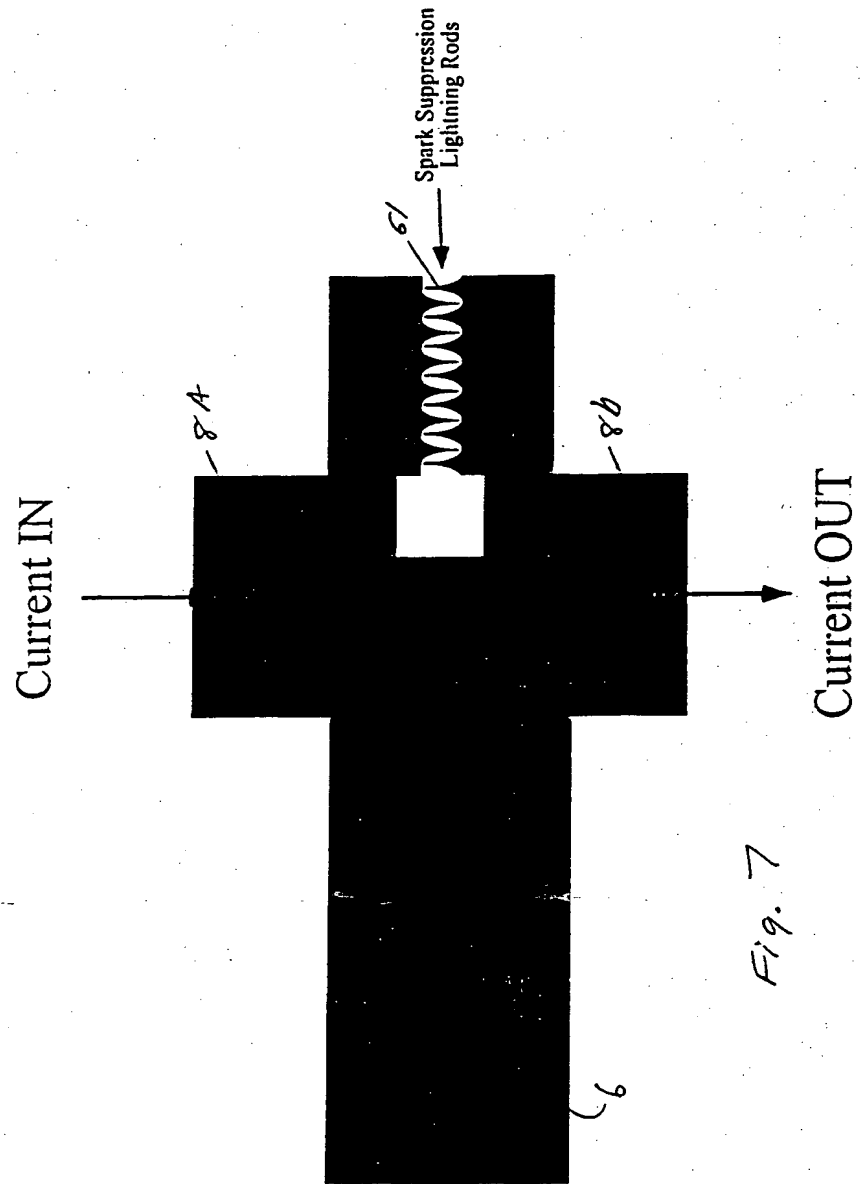 Current IN
8A
61
Spark Suppression
Lightning Rods
8b
Current OUT
6
Fig. 7